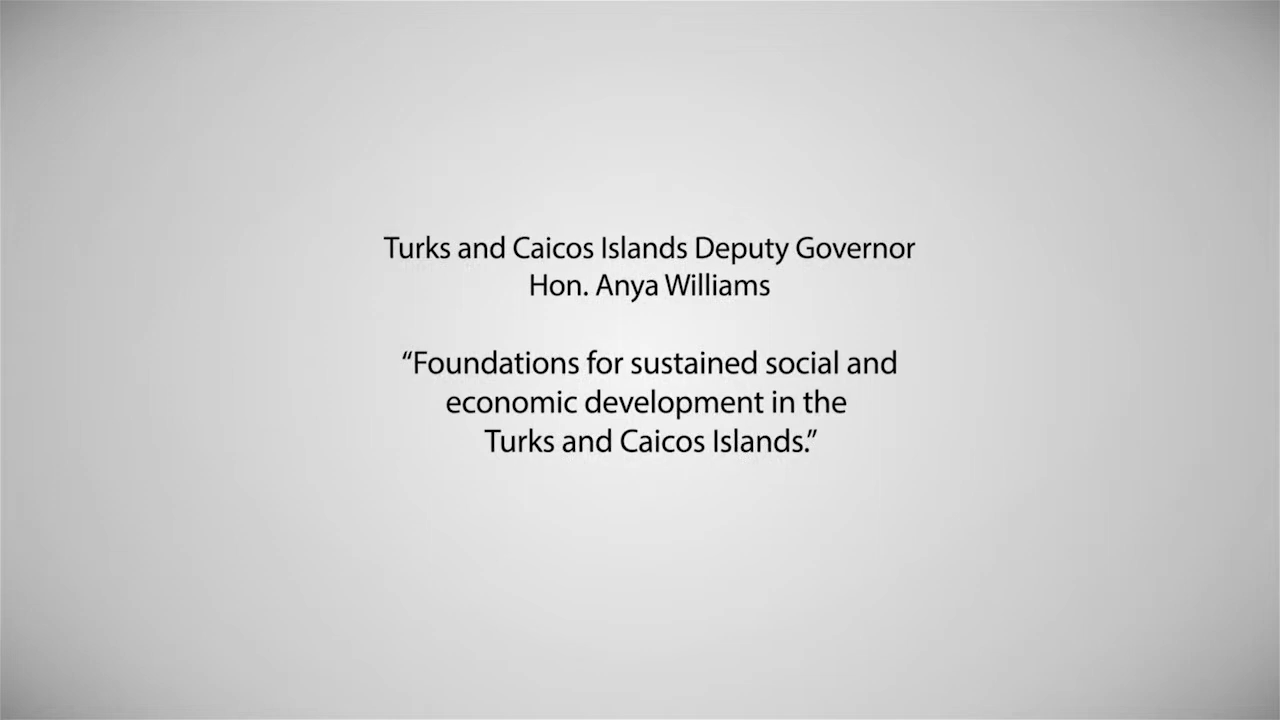 Turks and Caicos Islands Deputy Governor
Hon. Anya Williams
“Foundations for sustained social and
economic development in the
Turks and Caicos Islands.”